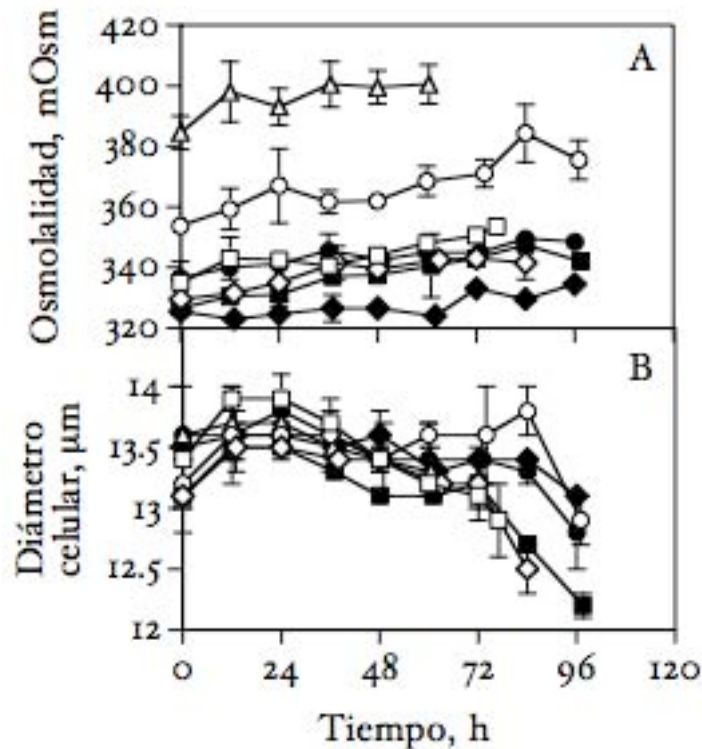 420
A
400
380
360
340
320
Osmolalidad, mOsm
B
14
13.5
13
12.5
12
Diámetro
celular, µm
0 24 48 72 96 120
Tiempo, h